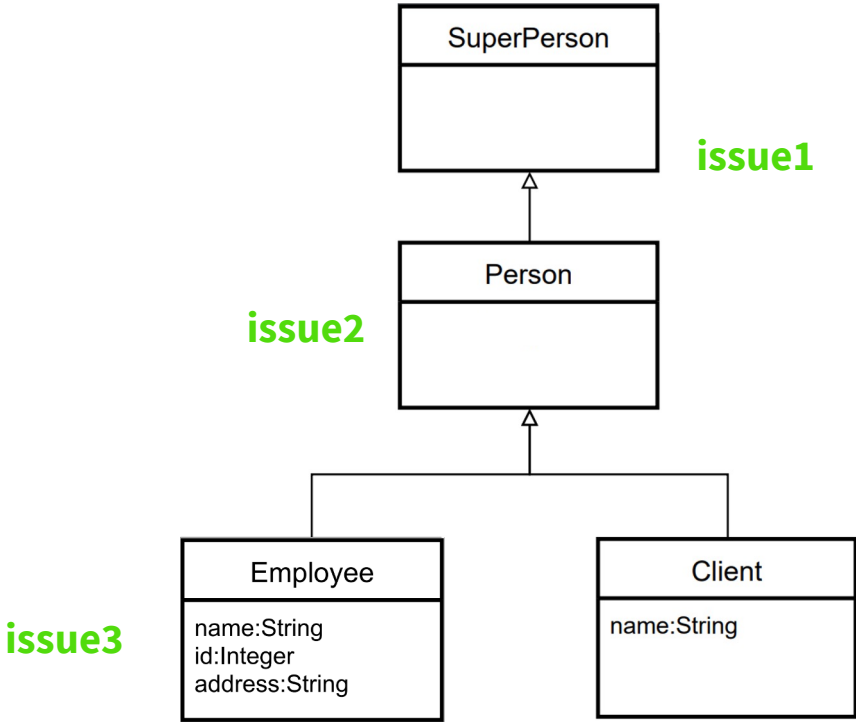 SuperPerson
issue1
Person
issue2
Employee
name:String
id:Integer
address:String
issue3
Client
name:String